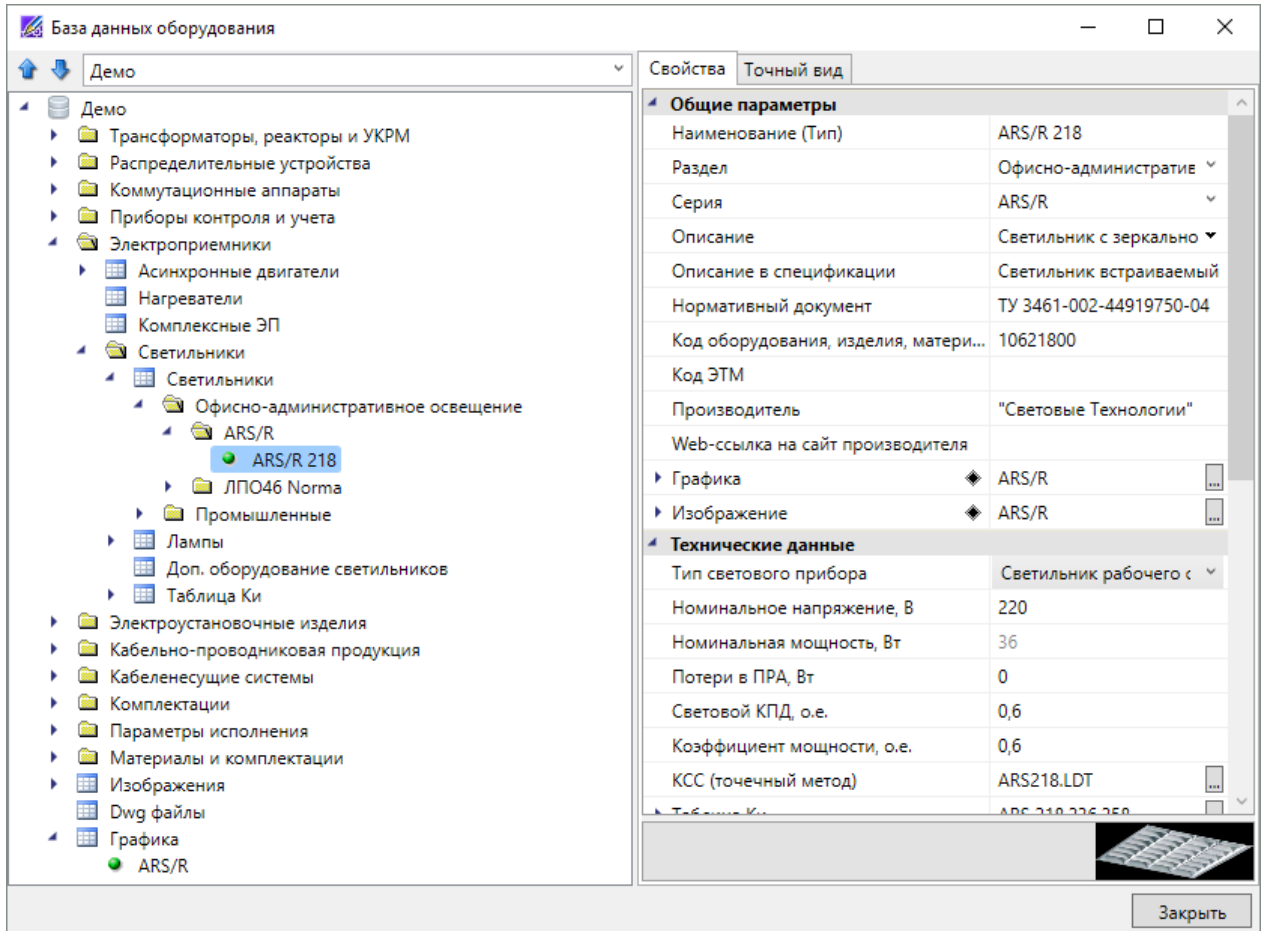 База данных оборудования
Демо
Демо
Трансформаторы, реакторы и УКРМ
Распределительные устройства
Коммутационные аппараты
Приборы контроля и учета
Электроприемники
Асинхронные двигатели
Нагреватели
Комплексные ЭП
Светильники
Светильники
Офисно-административное освещение
ARS/R
ARS/R 218
ЛПО46 Norma
Промышленные
Лампы
Доп. оборудование светильников
Таблица Ки
Электроустановочные изделия
Кабельно-проводниковая продукция
Кабеленесущие системы
Комплектации
Параметры исполнения
Материалы и комплектации
Изображения
Dwg файлы
Графика
ARS/R
Свойства Точный вид
Общие параметры
Наименование (Тип) ARS/R 218
Раздел Офисно-административ
Серия ARS/R
Описание Светильник с зеркально
Описание в спецификации Светильник встраиваемый
Нормативный документ ТУ 3461-002-44919750-04
Код оборудования, изделия, матери... 10621800
Код ЭТМ
Производитель "Световые Технологии"
Web-ссылка на сайт производителя
Графика ARS/R ...
Изображение ARS/R ...
Технические данные
Тип светового прибора Светильник рабочего с
Номинальное напряжение, В 220
Номинальная мощность, Вт 36
Потери в ПРА, Вт 0
Световой КПД, о.е. 0,6
Коэффициент мощности, о.е. 0,6
КСС (точечный метод) ARS218.LDT ...
Таблица Ки ARS 218 236 258
Закрыть